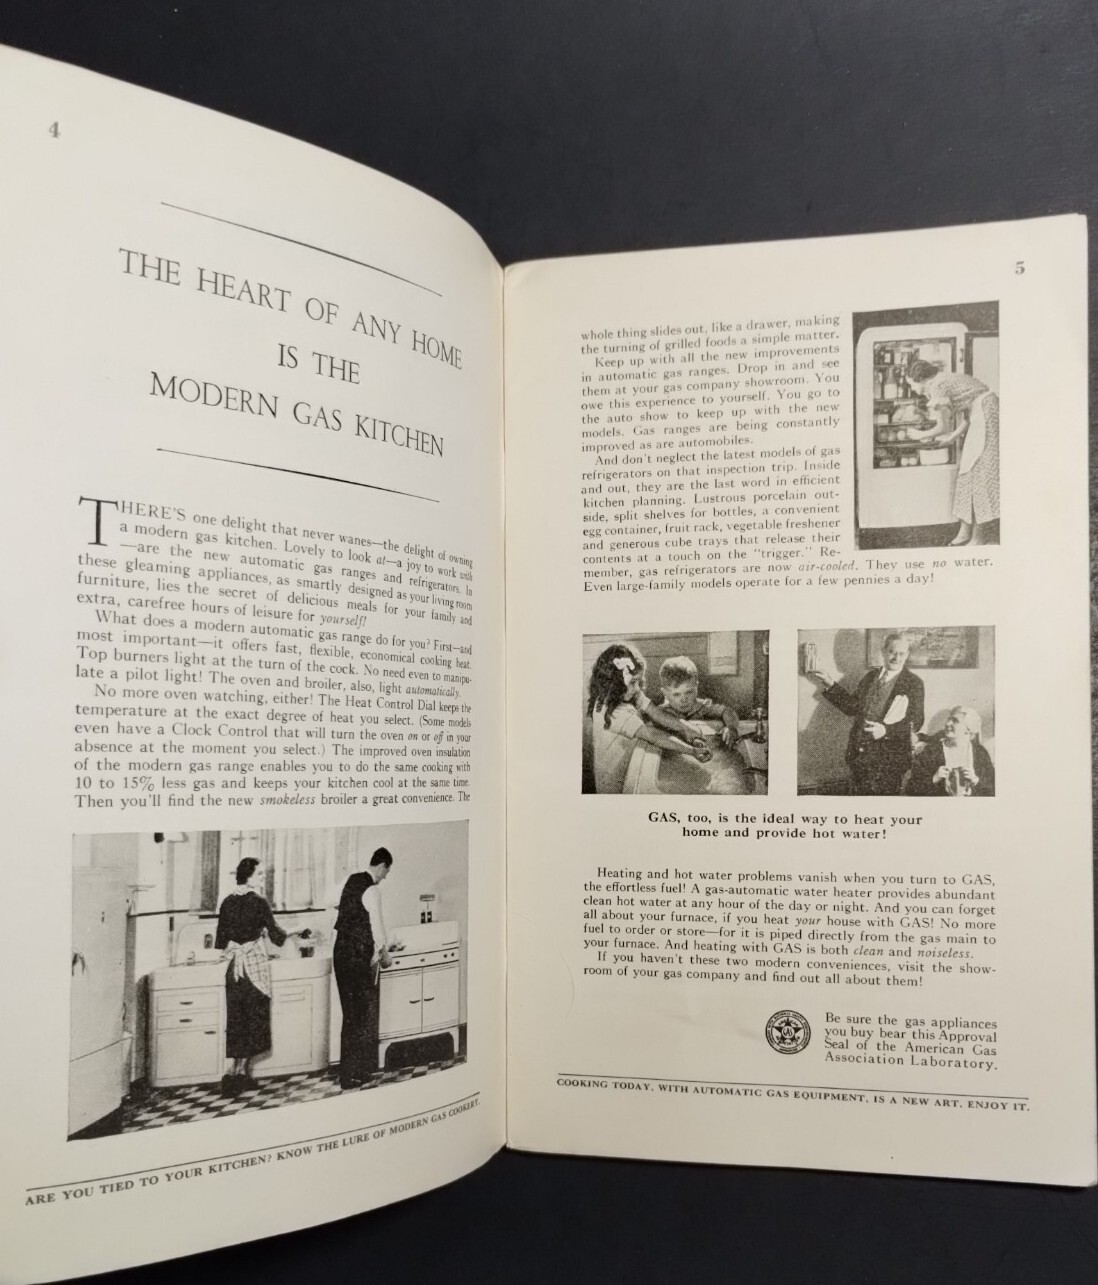 4
THE HEART OF ANY HOME
IS THE
MODERN GAS KITCHEN
THERE'S one delight that never wanes—the delight of owning
a modern gas kitchen. Lovely to look at—a joy to work with
—are the new automatic gas ranges and refrigerators. In
these gleaming appliances, as smartly designed as your living room
furniture, lies the secret of delicious meals for your family and
extra, carefree hours of leisure for yourself!
What does a modern automatic gas range do for you? First—and
most important—it offers fast, flexible, economical cooking heat.
Top burners light at the turn of the cock. No need even to manipu-
late a pilot light! The oven and broiler, also, light automatically.
No more oven watching, either! The Heat Control Dial keeps the
temperature at the exact degree of heat you select. (Some models
even have a Clock Control that will turn the oven on or off in your
absence at the moment you select.) The improved oven insulation
of the modern gas range enables you to do the same cooking with
10 to 15% less gas and keeps your kitchen cool at the same time.
Then you'll find the new smokeless broiler a great convenience. The
ARE YOU TIED TO YOUR KITCHEN? KNOW THE LURE OF MODERN GAS COOKERY.
5
whole thing slides out, like a drawer, making
the turning of grilled foods a simple matter.
Keep up with all the new improvements
in automatic gas ranges. Drop in and see
them at your gas company showroom. You
owe this experience to yourself. You go to
the auto show to keep up with the new
models. Gas ranges are being constantly
improved as are automobiles.
And don't neglect the latest models of gas
refrigerators on that inspection trip. Inside
and out, they are the last word in efficient
kitchen planning. Lustrous porcelain out-
side, split shelves for bottles, a convenient
egg container, fruit rack, vegetable freshener
and generous cube trays that release their
contents at a touch on the "trigger." Re-
member, gas refrigerators are now air-cooled. They use no water.
Even large-family models operate for a few pennies a day!
GAS, too, is the ideal way to heat your
home and provide hot water!
Heating and hot water problems vanish when you turn to GAS,
the effortless fuel! A gas-automatic water heater provides abundant
clean hot water at any hour of the day or night. And you can forget
all about your furnace, if you heat your house with GAS! No more
fuel to order or store—for it is piped directly from the gas main to
your furnace. And heating with GAS is both clean and noiseless.
If you haven't these two modern conveniences, visit the show-
room of your gas company and find out all about them!
GAS
Be sure the gas appliances
you buy bear this Approval
Seal of the American Gas
Association Laboratory.
COOKING TODAY, WITH AUTOMATIC GAS EQUIPMENT, IS A NEW ART. ENJOY IT.